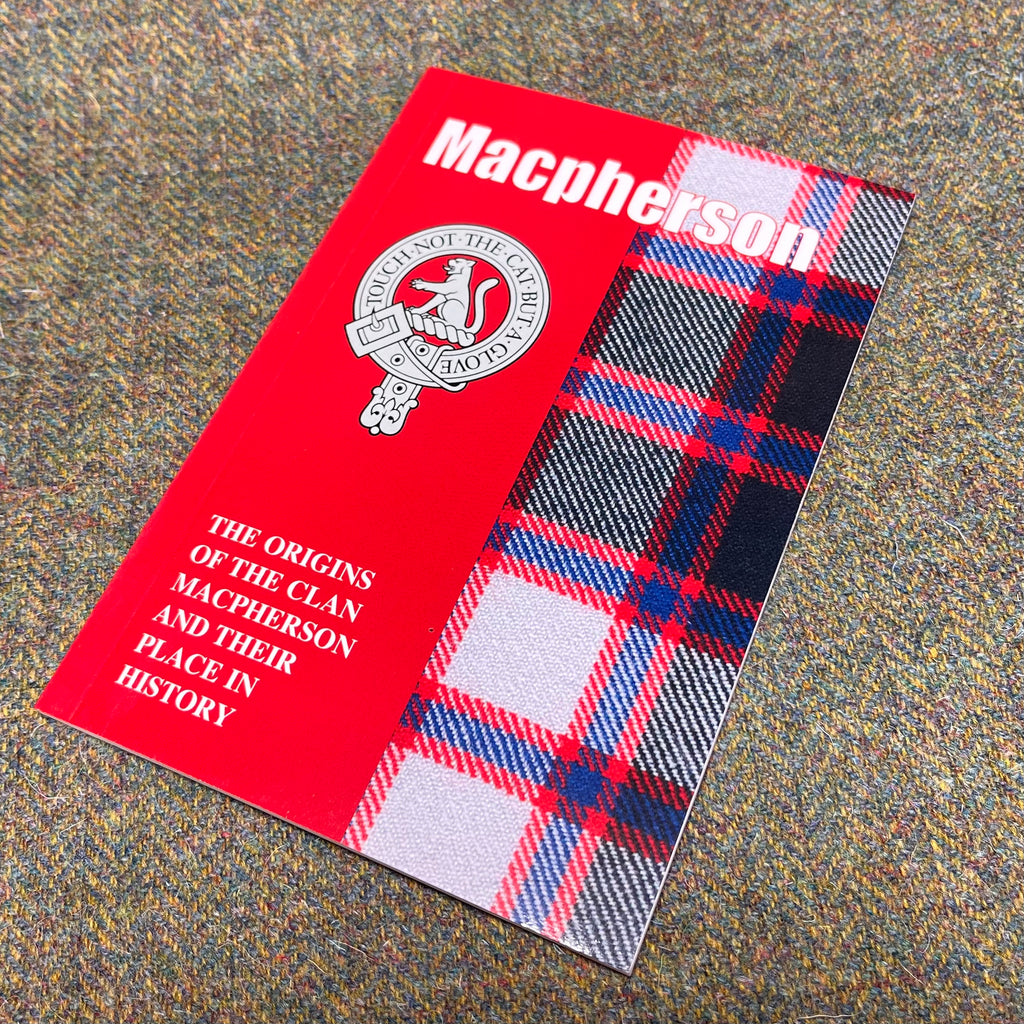 Macpherson
TOUCH·NOT·THE·CAT·BUT·A·GLOVE
THE ORIGINS
OF THE CLAN
MACPHERSON
AND THEIR
PLACE IN
HISTORY